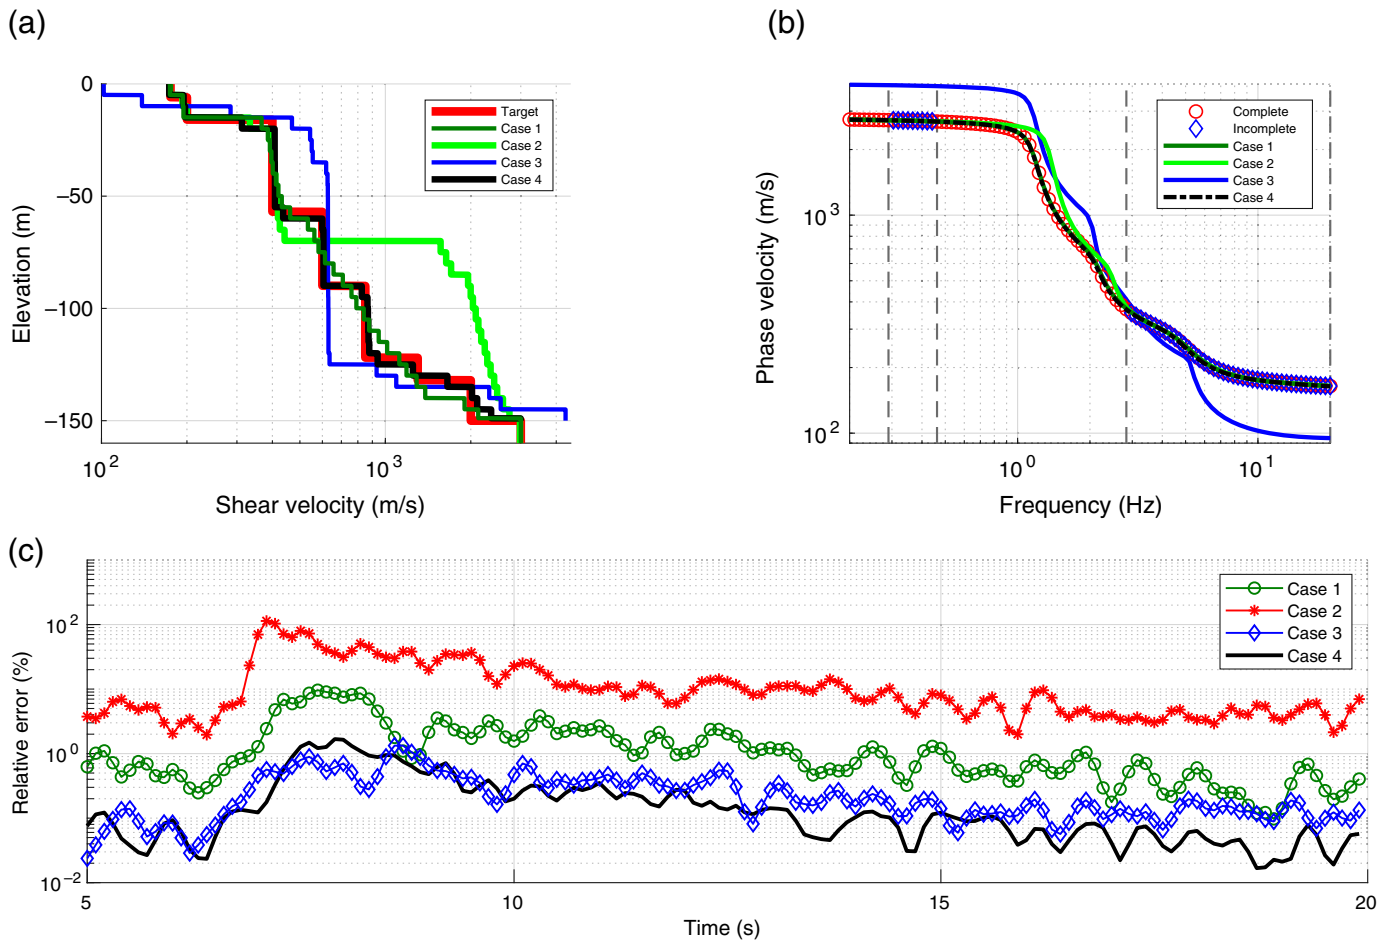 (a)
0
−50
−100
−150
Elevation (m)
10^2
10^3
Shear velocity (m/s)
Target
Case 1
Case 2
Case 3
Case 4
(b)
10^3
10^2
Phase velocity (m/s)
10^0
10^1
Frequency (Hz)
Complete
Incomplete
Case 1
Case 2
Case 3
Case 4
(c)
10^2
10^0
10^−2
Relative error (%)
5
10
15
20
Time (s)
Case 1
Case 2
Case 3
Case 4